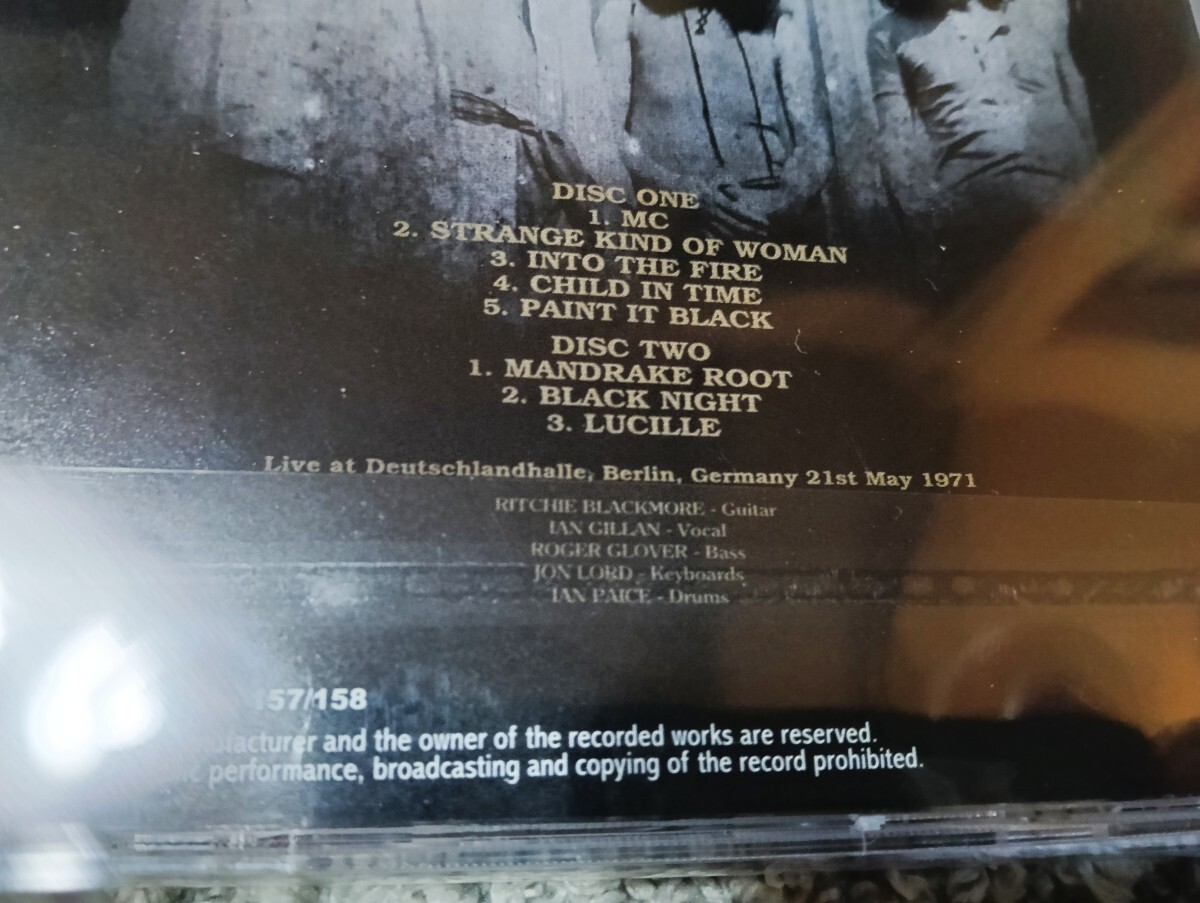 DISC ONE
1. MC
2. STRANGE KIND OF WOMAN
3. INTO THE FIRE
4. CHILD IN TIME
5. PAINT IT BLACK
DISC TWO
1. MANDRAKE ROOT
2. BLACK NIGHT
3. LUCILLE
Live at Deutschlandhalle, Berlin, Germany 21st May 1971
RITCHIE BLACKMORE - Guitar
IAN GILLAN - Vocal
ROGER GLOVER - Bass
JON LORD - Keyboards
IAN PAICE - Drums
157/158
and the owner of the recorded works are reserved.
performance, broadcasting and copying of the record prohibited.